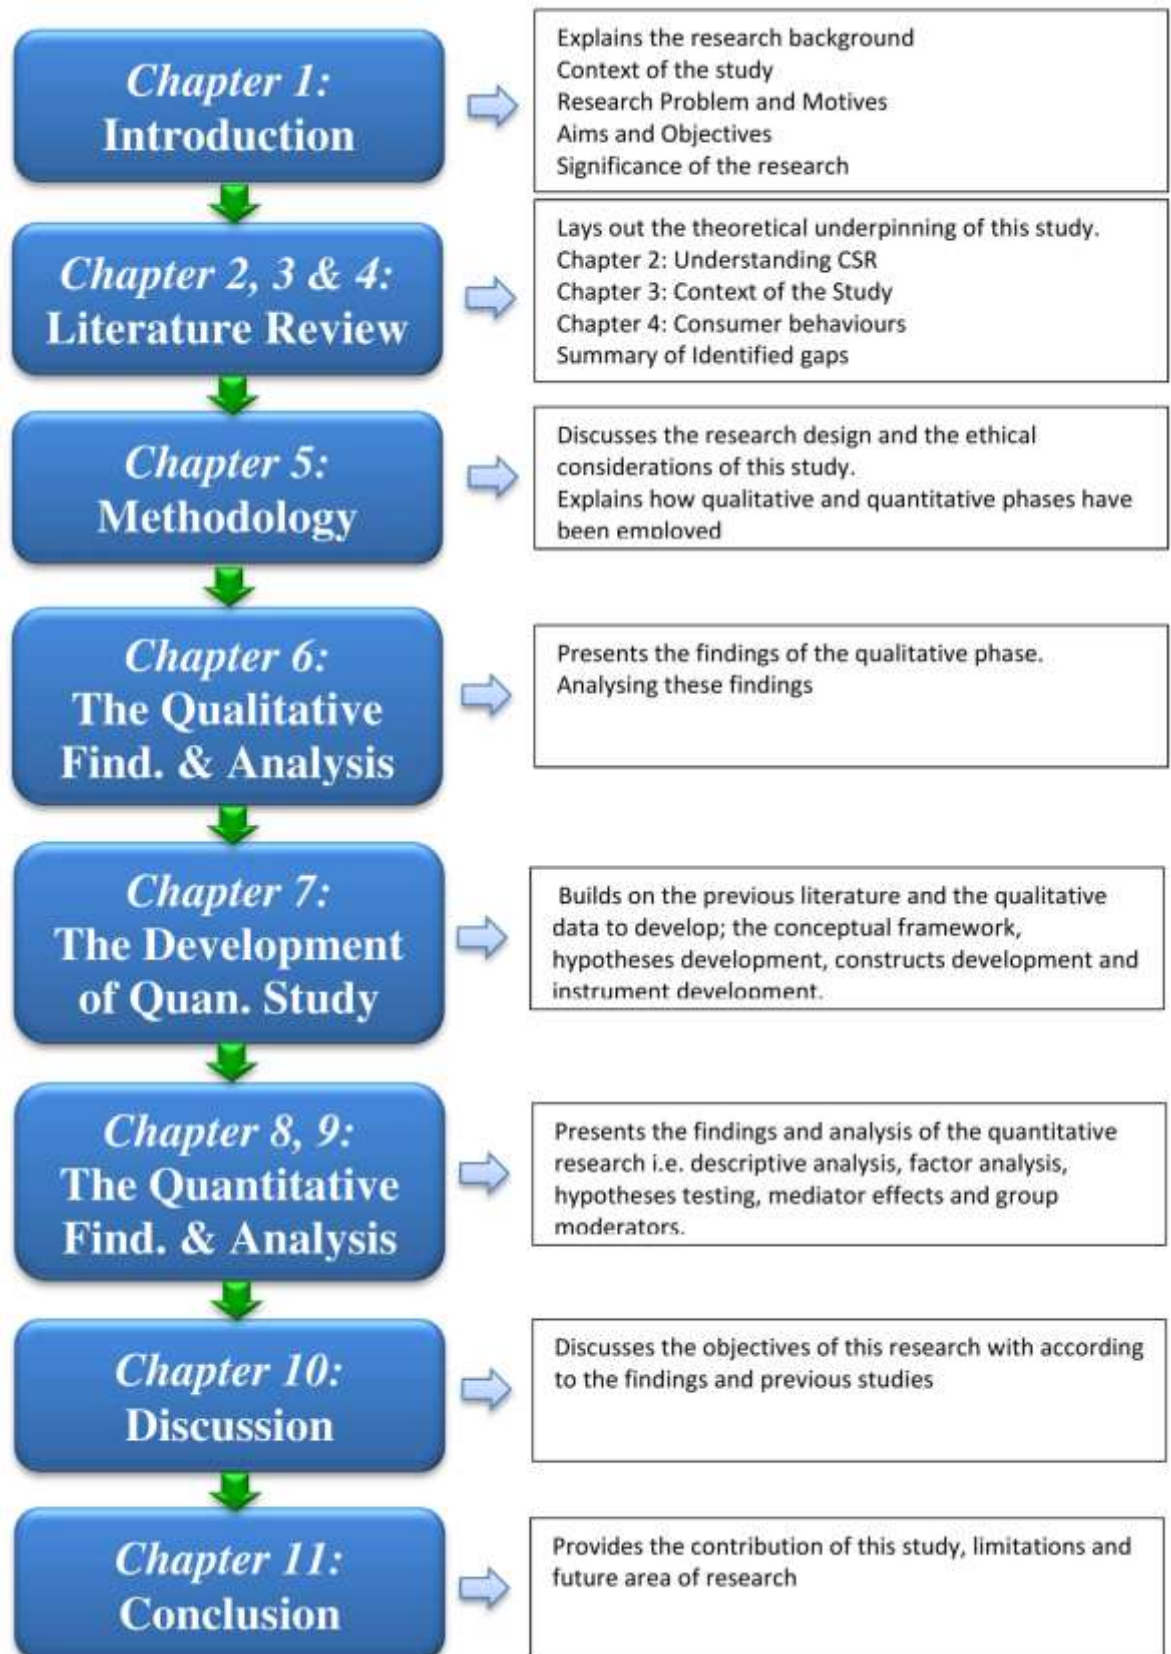 Chapter 1:
Introduction
Explains the research background
Context of the study
Research Problem and Motives
Aims and Objectives
Significance of the research
Chapter 2, 3 & 4:
Literature Review
Lays out the theoretical underpinning of this study.
Chapter 2: Understanding CSR
Chapter 3: Context of the Study
Chapter 4: Consumer behaviours
Summary of Identified gaps
Chapter 5:
Methodology
Discusses the research design and the ethical
considerations of this study.
Explains how qualitative and quantitative phases have
been employed
Chapter 6:
The Qualitative
Find. & Analysis
Presents the findings of the qualitative phase.
Analysing these findings
Chapter 7:
The Development
of Quan. Study
Builds on the previous literature and the qualitative
data to develop; the conceptual framework,
hypotheses development, constructs development and
instrument development.
Chapter 8, 9:
The Quantitative
Find. & Analysis
Presents the findings and analysis of the quantitative
research i.e. descriptive analysis, factor analysis,
hypotheses testing, mediator effects and group
moderators.
Chapter 10:
Discussion
Discusses the objectives of this research with according
to the findings and previous studies
Chapter 11:
Conclusion
Provides the contribution of this study, limitations and
future area of research